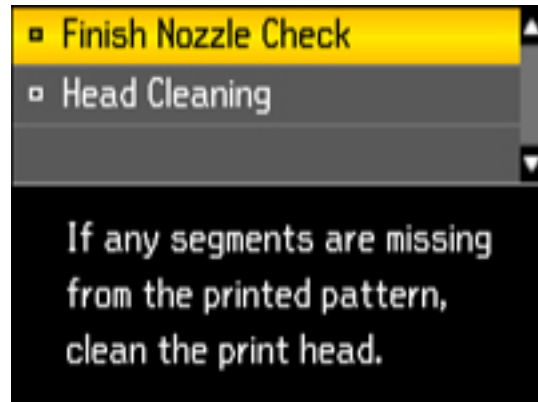 Finish Nozzle Check
Head Cleaning
If any segments are missing
from the printed pattern,
clean the print head.